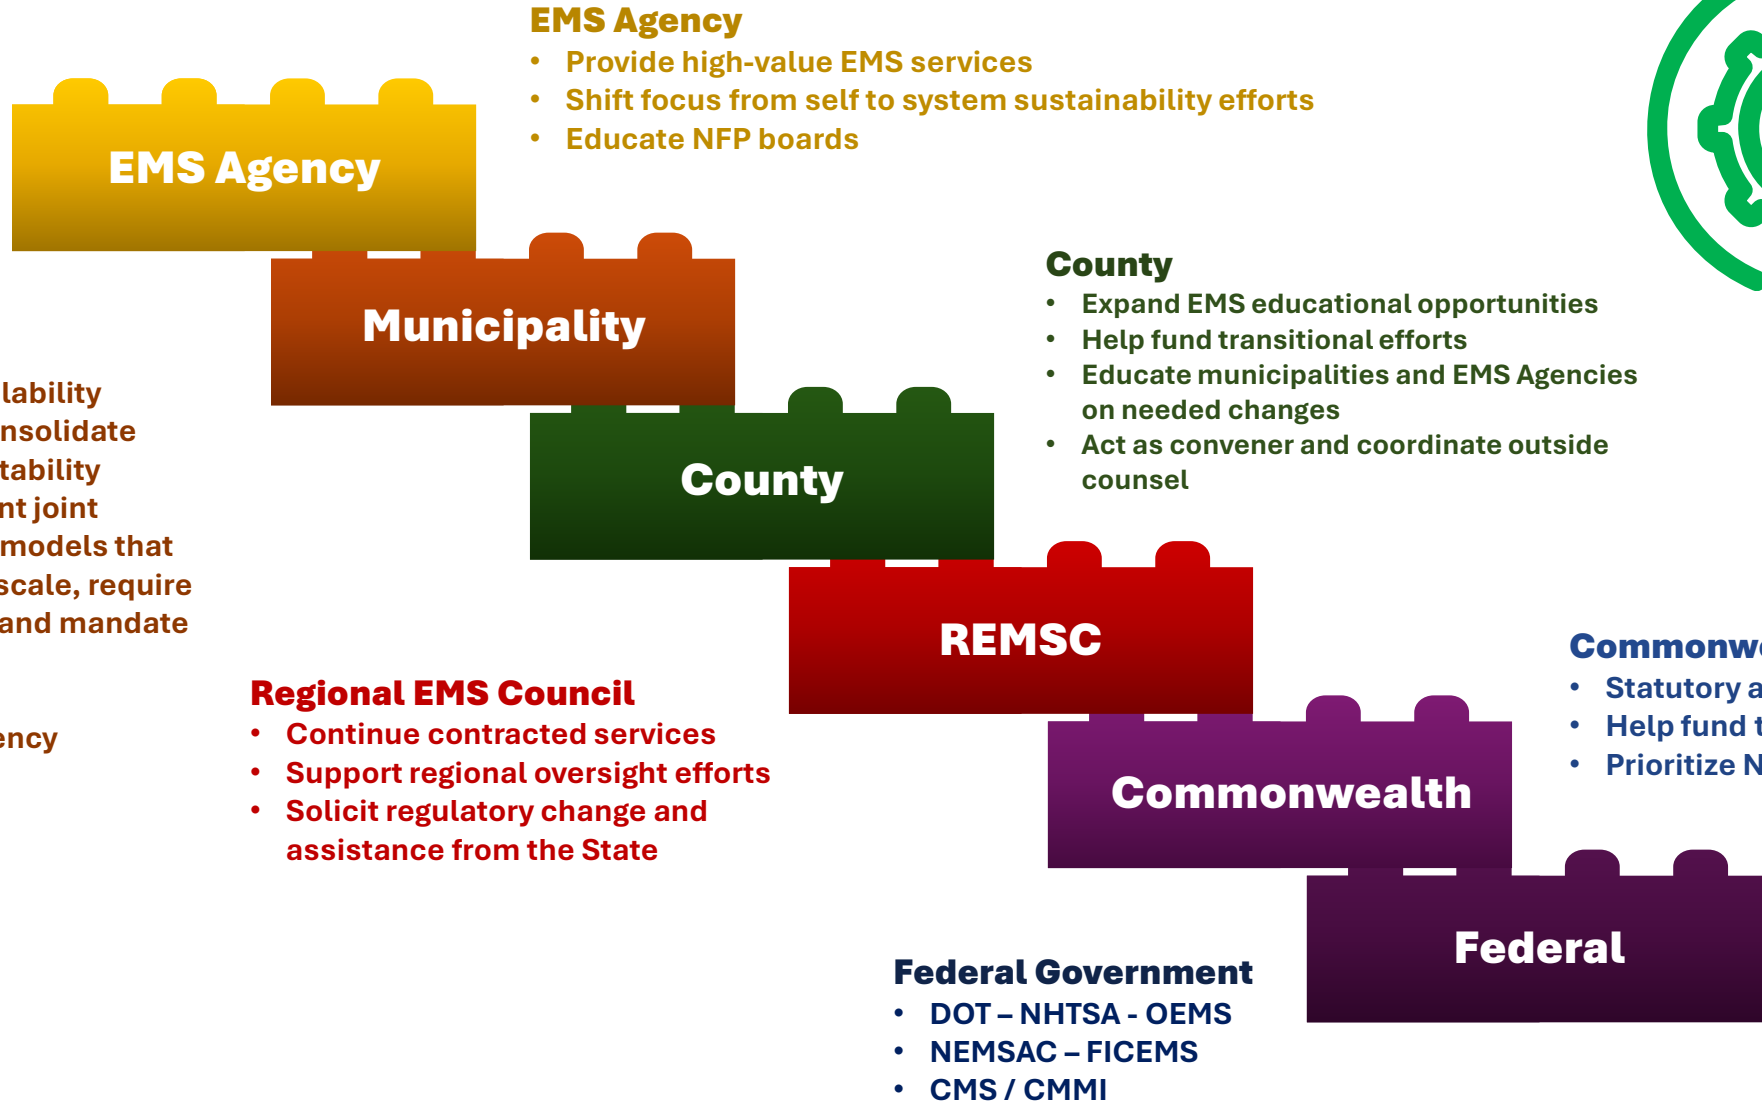 EMS Agency
• Provide high-value EMS services
• Shift focus from self to system sustainability efforts
• Educate NFP boards
EMS Agency
Municipality
County
• Expand EMS educational opportunities
• Help fund transitional efforts
• Educate municipalities and EMS Agencies
on needed changes
• Act as convener and coordinate outside
counsel
County
nt joint
models that
scale, require
and mandate
REMSC
Regional EMS Council
• Continue contracted services
• Support regional oversight efforts
• Solicit regulatory change and
assistance from the State
Commonwealth
• Statutory
• Help fund
• Prioritize
Federal
Federal Government
• DOT – NHTSA - OEMS
• NEMSAC – FICEMS
• CMS / CMMI